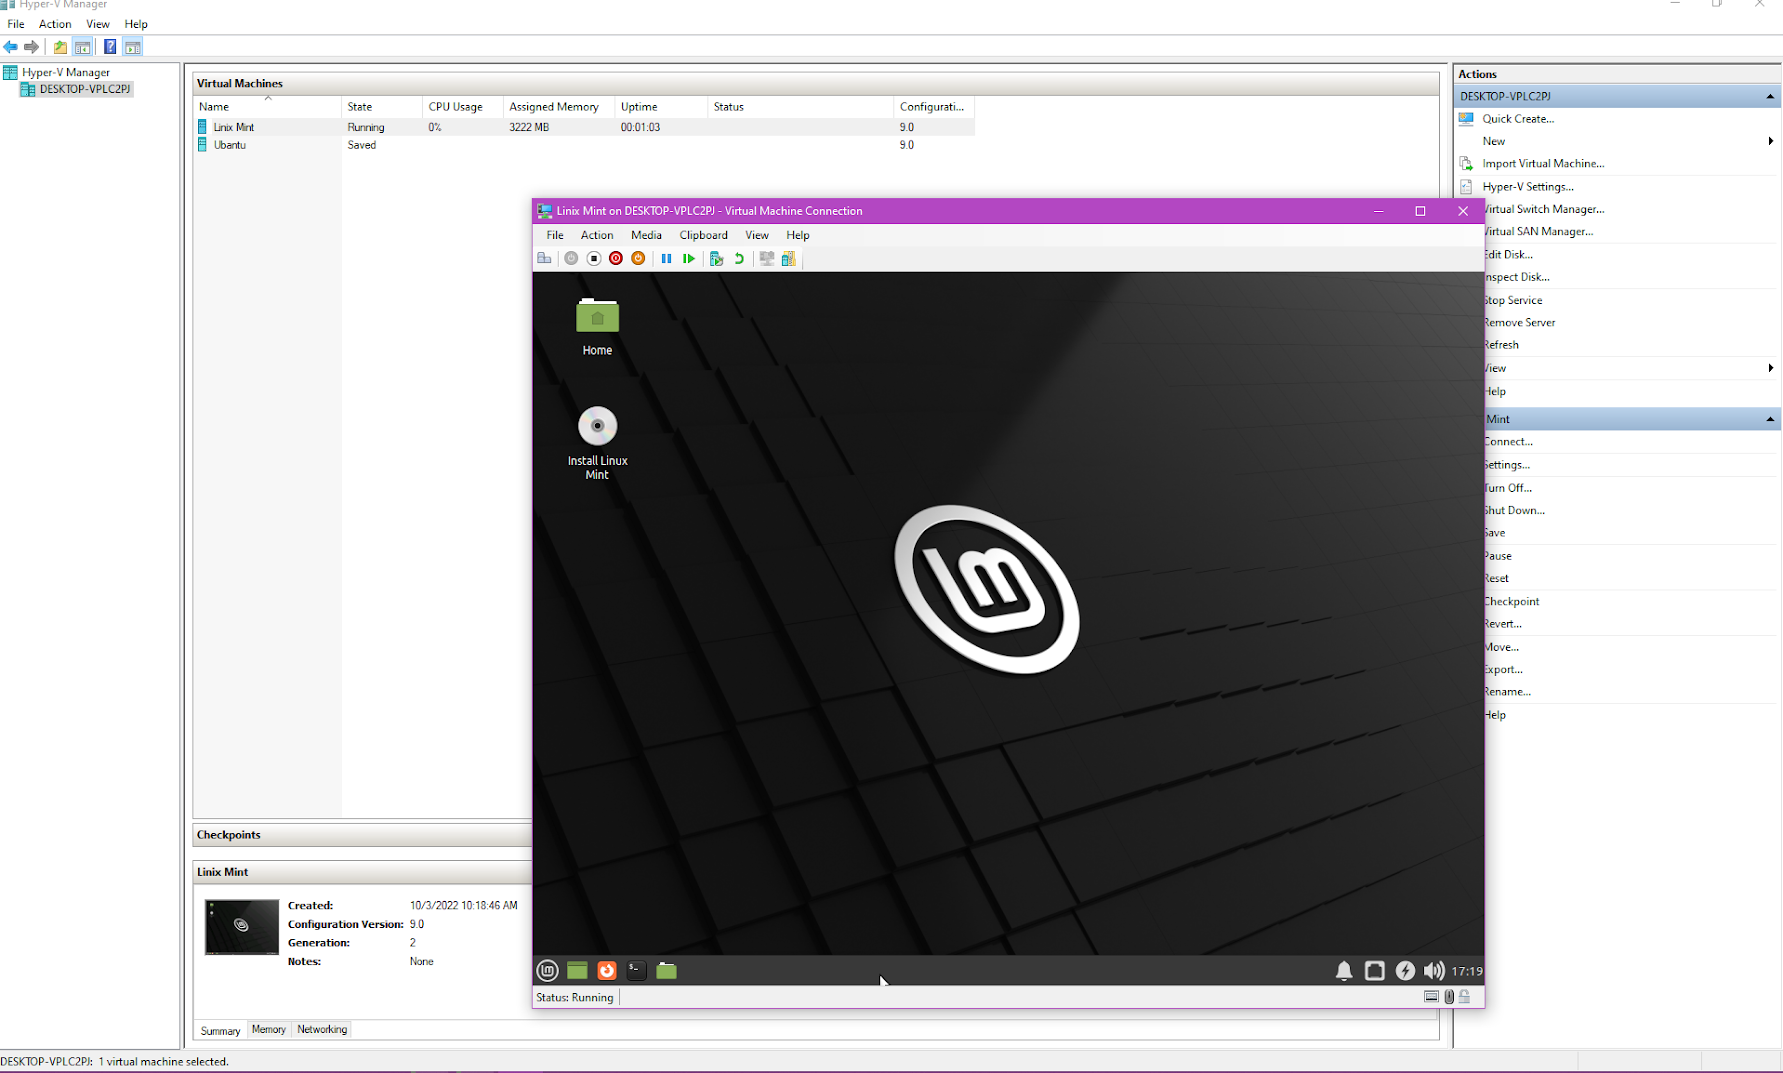 Hyper-V Manager
File Action View Help
Hyper-V Manager
DESKTOP-VPLC2PJ
Virtual Machines
Name State CPU Usage Assigned Memory Uptime Status Configurati...
Linix Mint Running 0% 3222 MB 00:01:03 9.0
Ubantu Saved 9.0
Checkpoints
Linix Mint
Created: 10/3/2022 10:18:46 AM
Configuration Version: 9.0
Generation: 2
Notes: None
Summary Memory Networking
Linix Mint on DESKTOP-VPLC2PJ - Virtual Machine Connection
File Action Media Clipboard View Help
Home
Install Linux
Mint
lm
17:19
Status: Running
Actions
DESKTOP-VPLC2PJ
Quick Create...
New
Import Virtual Machine...
Hyper-V Settings...
Virtual Switch Manager...
Virtual SAN Manager...
Edit Disk...
Inspect Disk...
Stop Service
Remove Server
Refresh
View
Help
Mint
Connect...
Settings...
Turn Off...
Shut Down...
Save
Pause
Reset
Checkpoint
Revert...
Move...
Export...
Rename...
Help
DESKTOP-VPLC2PJ: 1 virtual machine selected.